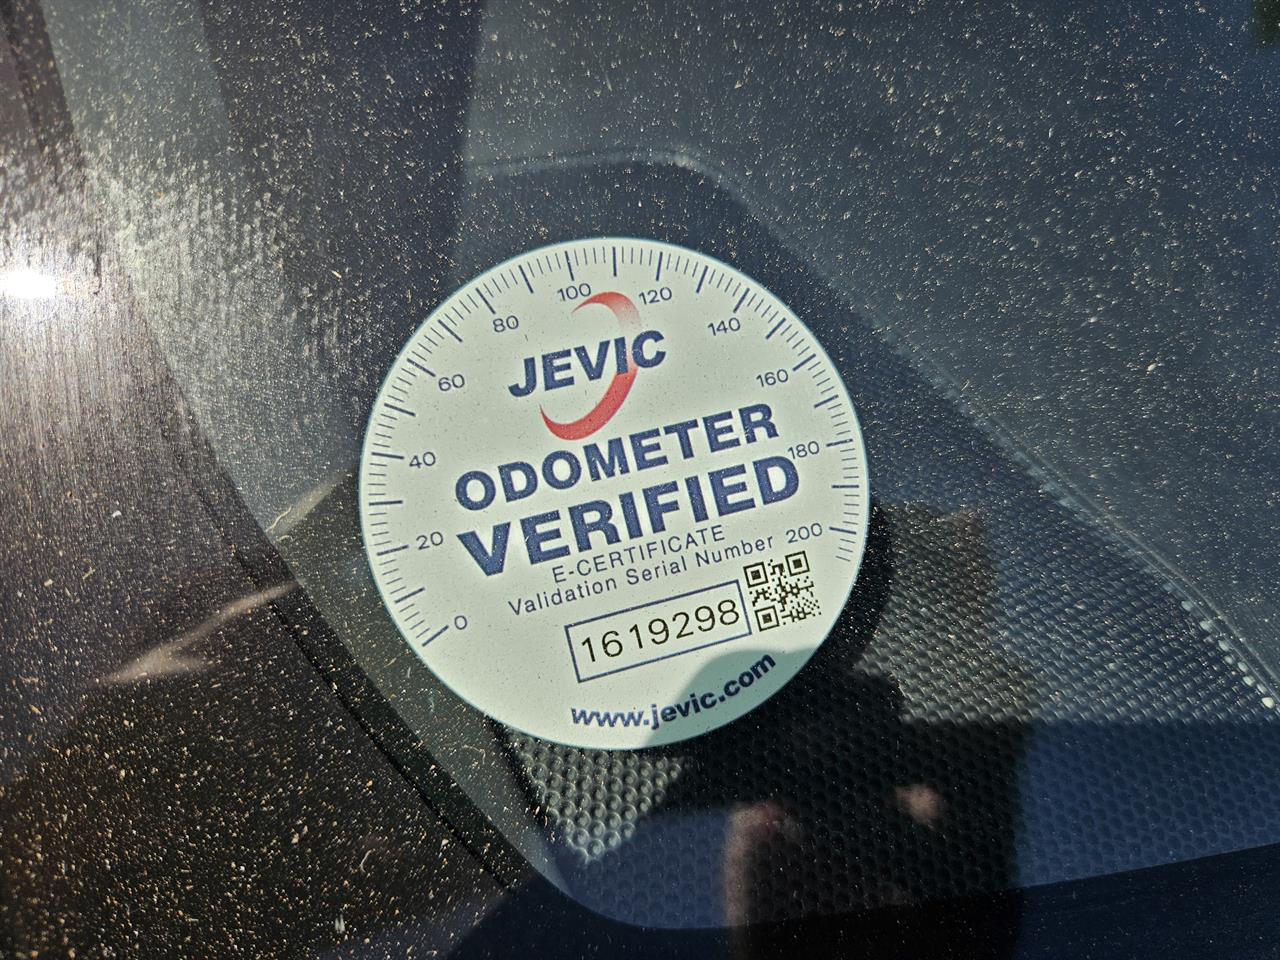 0
20
40
60
80
100
120
140
160
180
200
JEVIC
ODOMETER
VERIFIED
E-CERTIFICATE
Validation Serial Number
1619298
www.jevic.com